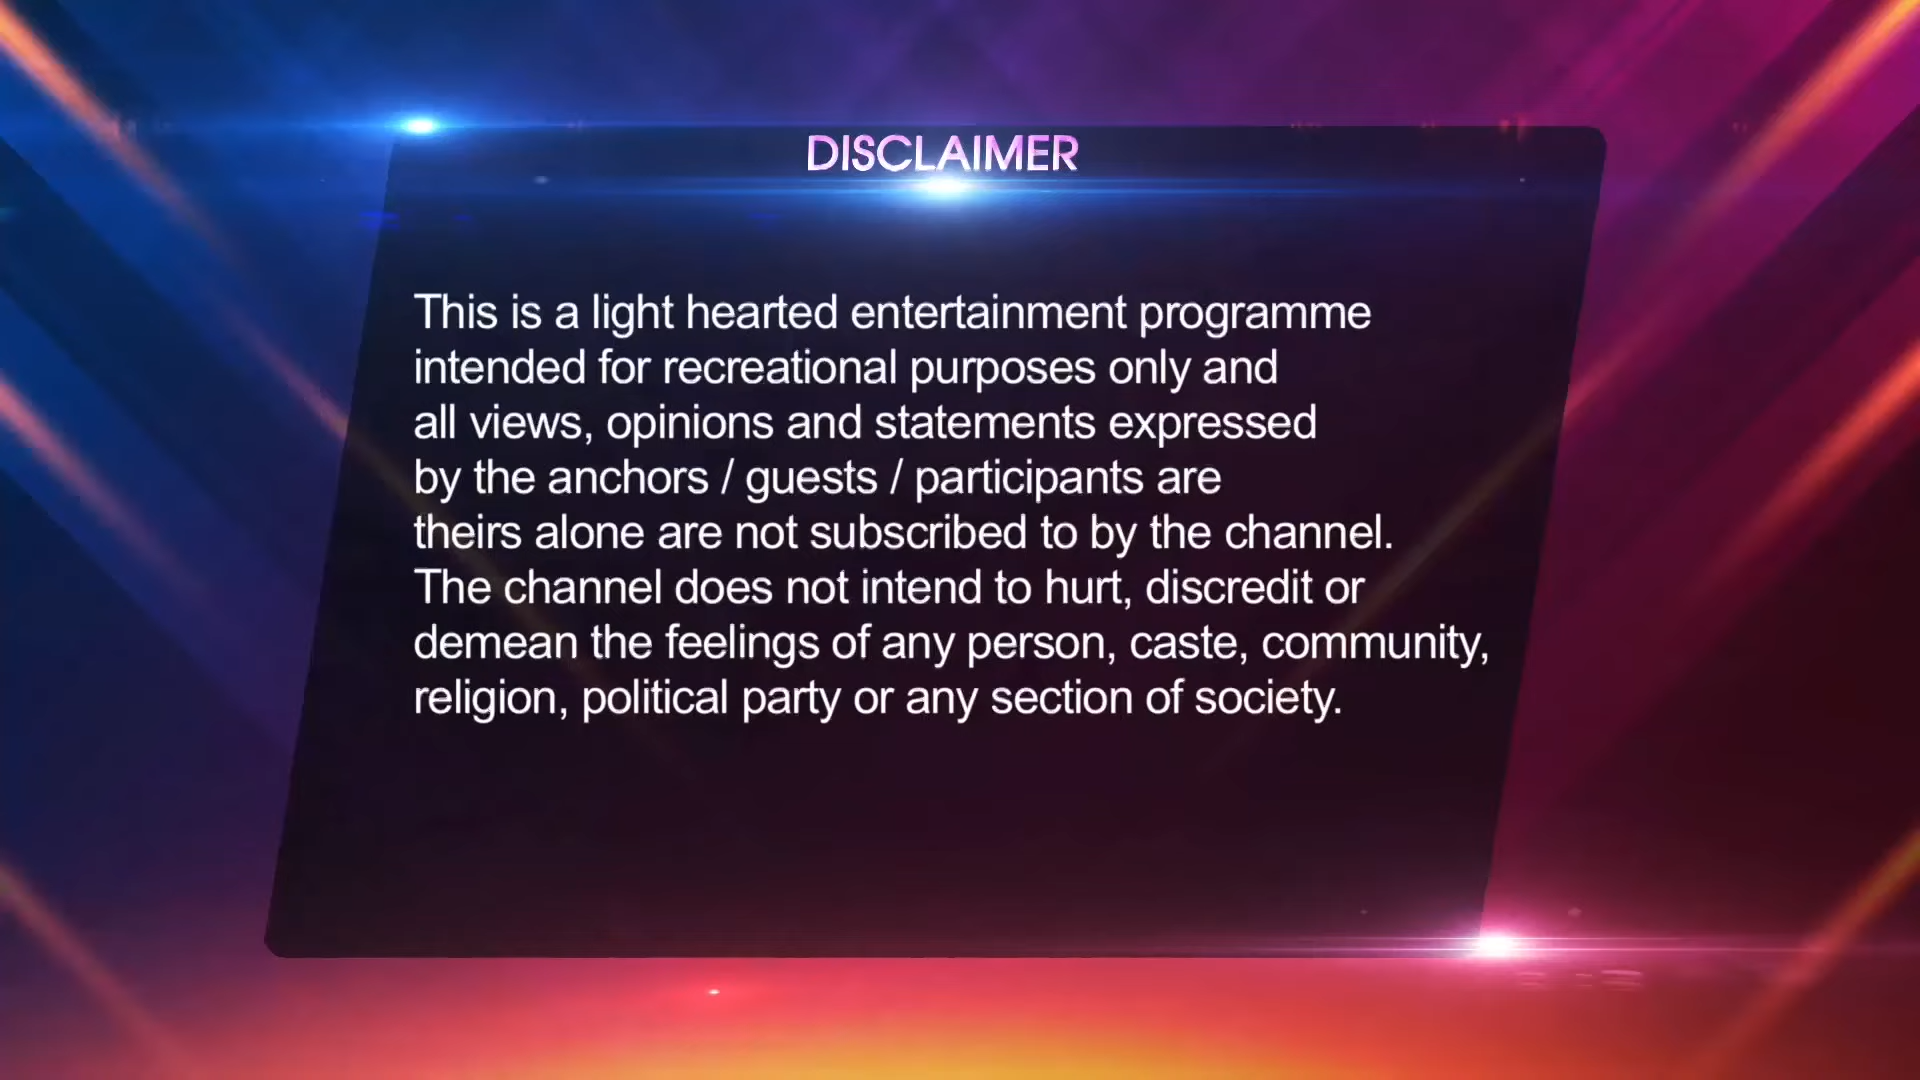 DISCLAIMER
This is a light hearted entertainment programme
intended for recreational purposes only and
all views, opinions and statements expressed
by the anchors / guests / participants are
theirs alone are not subscribed to by the channel.
The channel does not intend to hurt, discredit or
demean the feelings of any person, caste, community,
religion, political party or any section of society.